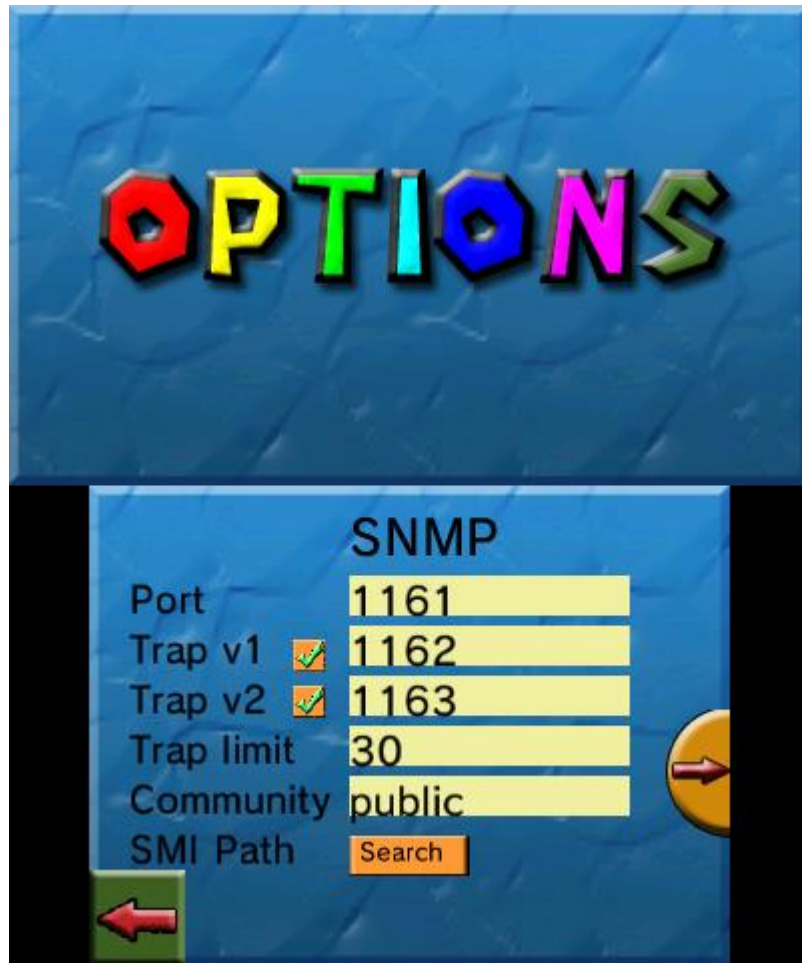 OPTIONS
SNMP
Port 1161
Trap v1 1162
Trap v2 1163
Trap limit 30
Community public
SMI Path Search